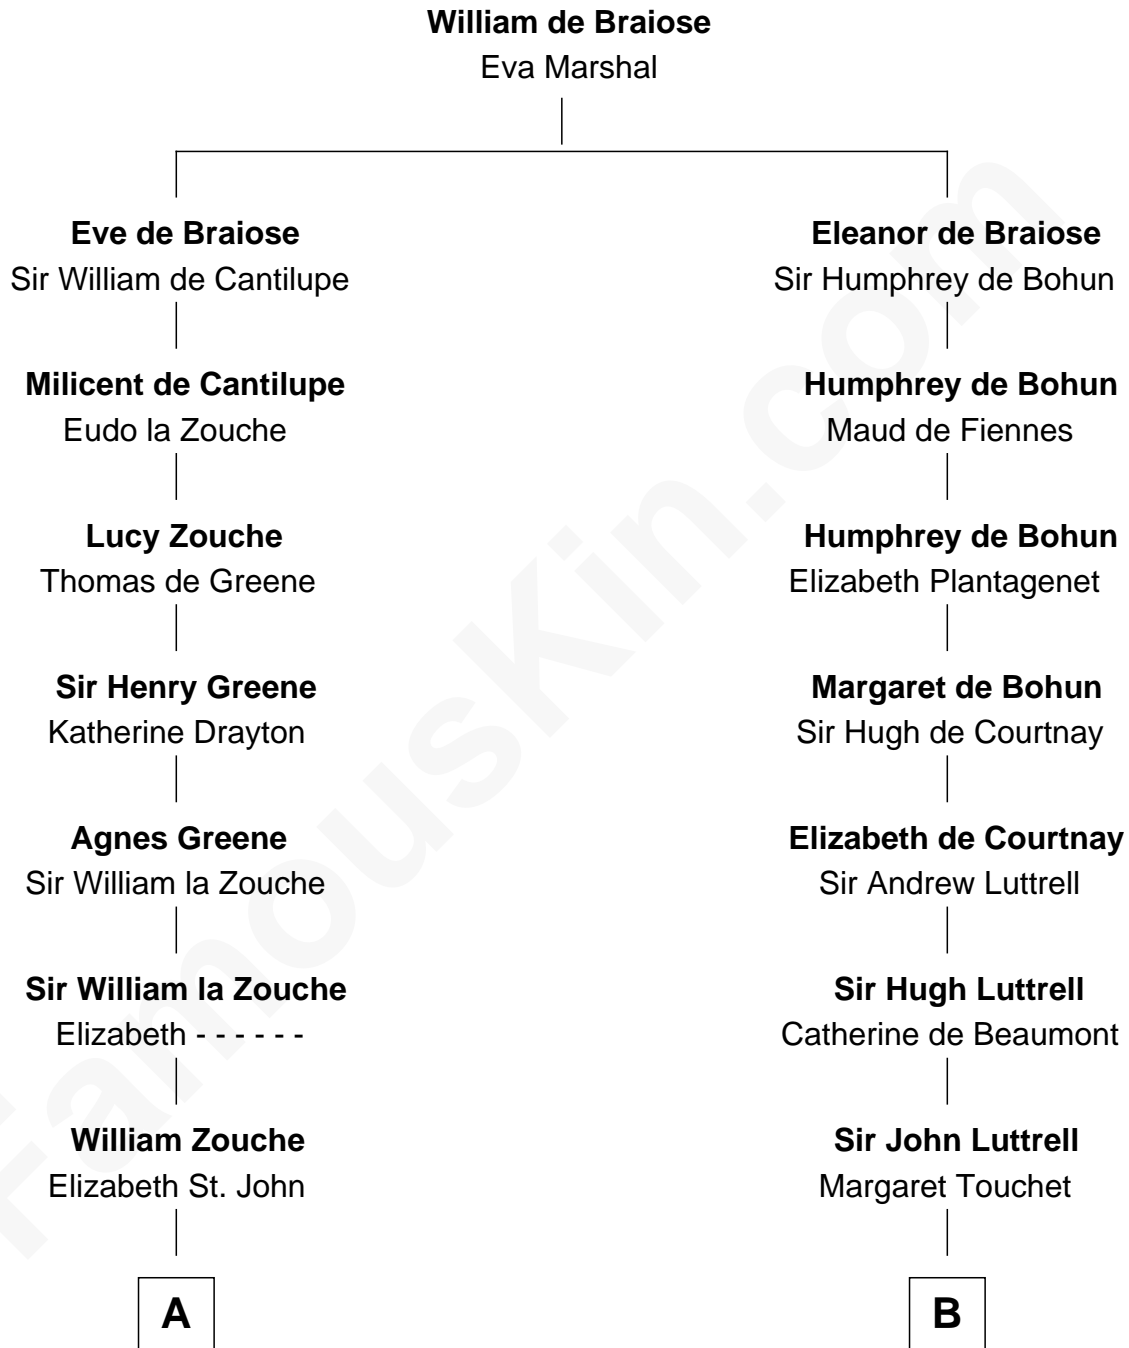 William de Braiose
Eva Marshal
Eve de Braiose
Sir William de Cantilupe
Eleanor de Braiose
Sir Humphrey de Bohun
Milicent de Cantilupe
Eudo la Zouche
Humphrey de Bohun
Maud de Fiennes
Lucy Zouche
Thomas de Greene
Humphrey de Bohun
Elizabeth Plantagenet
Sir Henry Greene
Katherine Drayton
Margaret de Bohun
Sir Hugh de Courtnay
Agnes Greene
Sir William la Zouche
Elizabeth de Courtnay
Sir Andrew Luttrell
Sir William la Zouche
Elizabeth - - - - - -
Sir Hugh Luttrell
Catherine de Beaumont
William Zouche
Elizabeth St. John
Sir John Luttrell
Margaret Touchet
A
B
FamousKin.com